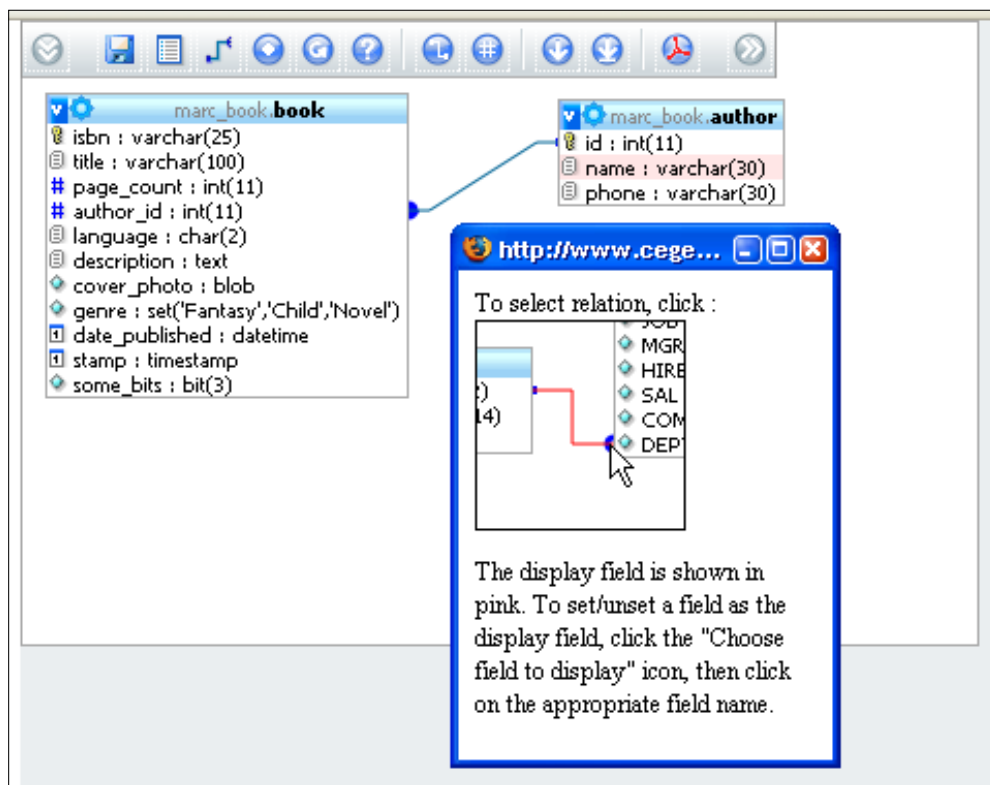 marc_book.book
isbn : varchar(25)
title : varchar(100)
# page_count : int(11)
# author_id : int(11)
language : char(2)
description : text
cover_photo : blob
genre : set('Fantasy','Child','Novel')
date_published : datetime
stamp : timestamp
some_bits : bit(3)
marc_book.author
id : int(11)
name : varchar(30)
phone : varchar(30)
http://www.cege...
To select relation, click :
JOB
MGR
HIRE
SAL
COM
DEPT
2)
14)
The display field is shown in
pink. To set/unset a field as the
display field, click the "Choose
field to display" icon, then click
on the appropriate field name.